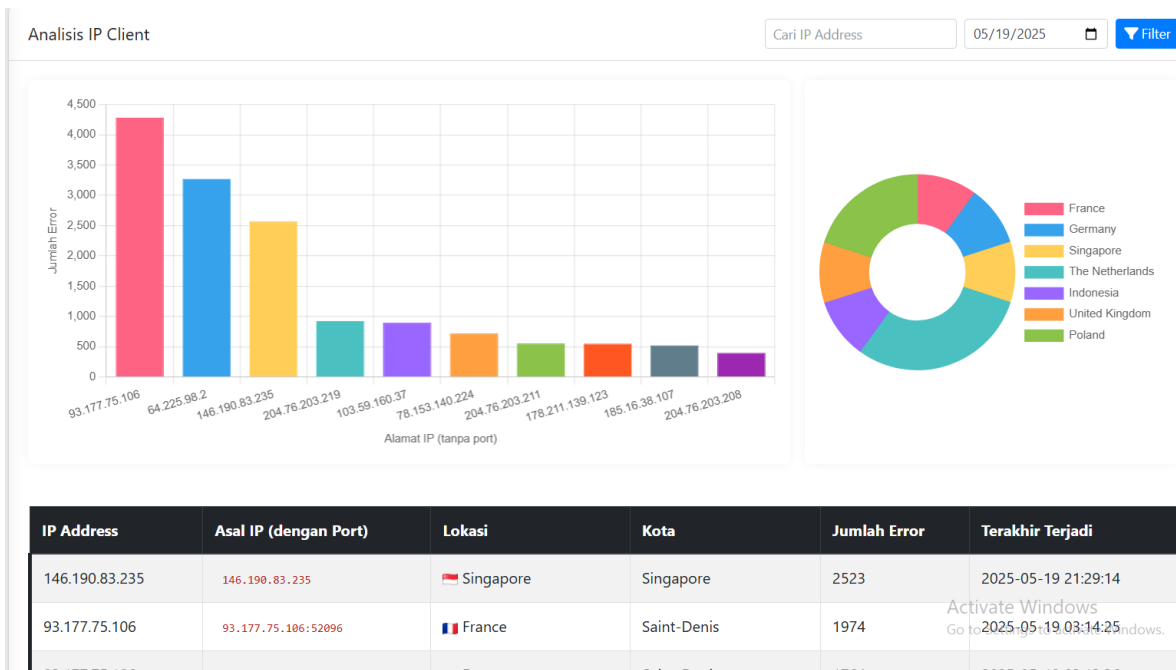 Analisis IP Client
Cari IP Address
05/19/2025
Filter
4,500
4,000
3,500
3,000
2,500
2,000
1,500
1,000
500
0
Jumlah Error
93.177.75.106
64.225.98.2
146.190.83.235
204.76.203.219
103.59.160.37
78.153.140.224
204.76.203.211
178.211.139.123
185.16.38.107
204.76.203.208
Alamat IP (tanpa port)
France
Germany
Singapore
The Netherlands
Indonesia
United Kingdom
Poland
IP Address Asal IP (dengan Port) Lokasi Kota Jumlah Error Terakhir Terjadi
146.190.83.235 146.190.83.235 Singapore Singapore 2523 2025-05-19 21:29:14
93.177.75.106 93.177.75.106:52096 France Saint-Denis 1974 2025-05-19 03:14:25
Activate Windows
Go to Settings to activate Windows.